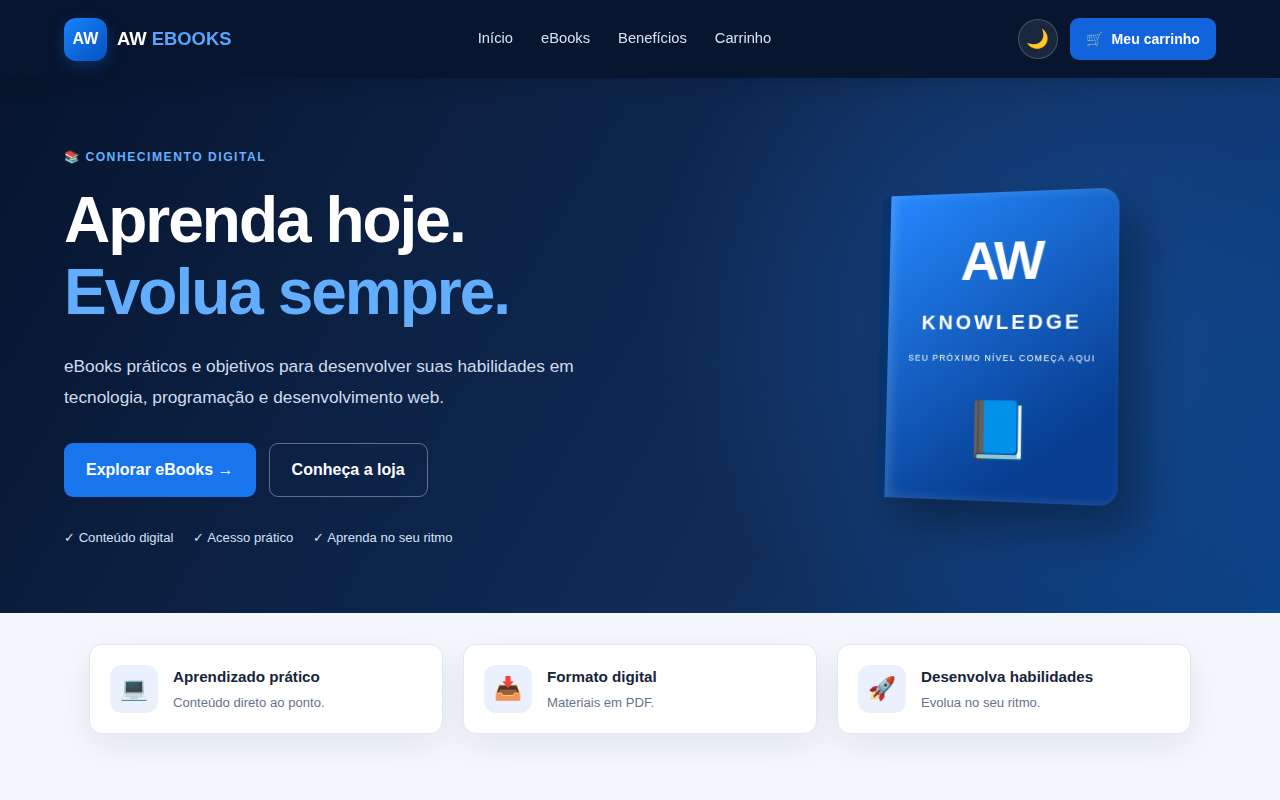 AW AW EBOOKS
Início eBooks Benefícios Carrinho
🌙 🛒 Meu carrinho
📚 CONHECIMENTO DIGITAL
Aprenda hoje.
Evolua sempre.
eBooks práticos e objetivos para desenvolver suas habilidades em
tecnologia, programação e desenvolvimento web.
Explorar eBooks →
Conheça a loja
✓ Conteúdo digital ✓ Acesso prático ✓ Aprenda no seu ritmo
AW
KNOWLEDGE
SEU PRÓXIMO NÍVEL COMEÇA AQUI
Aprendizado prático
Conteúdo direto ao ponto.
Formato digital
Materiais em PDF.
Desenvolva habilidades
Evolua no seu ritmo.